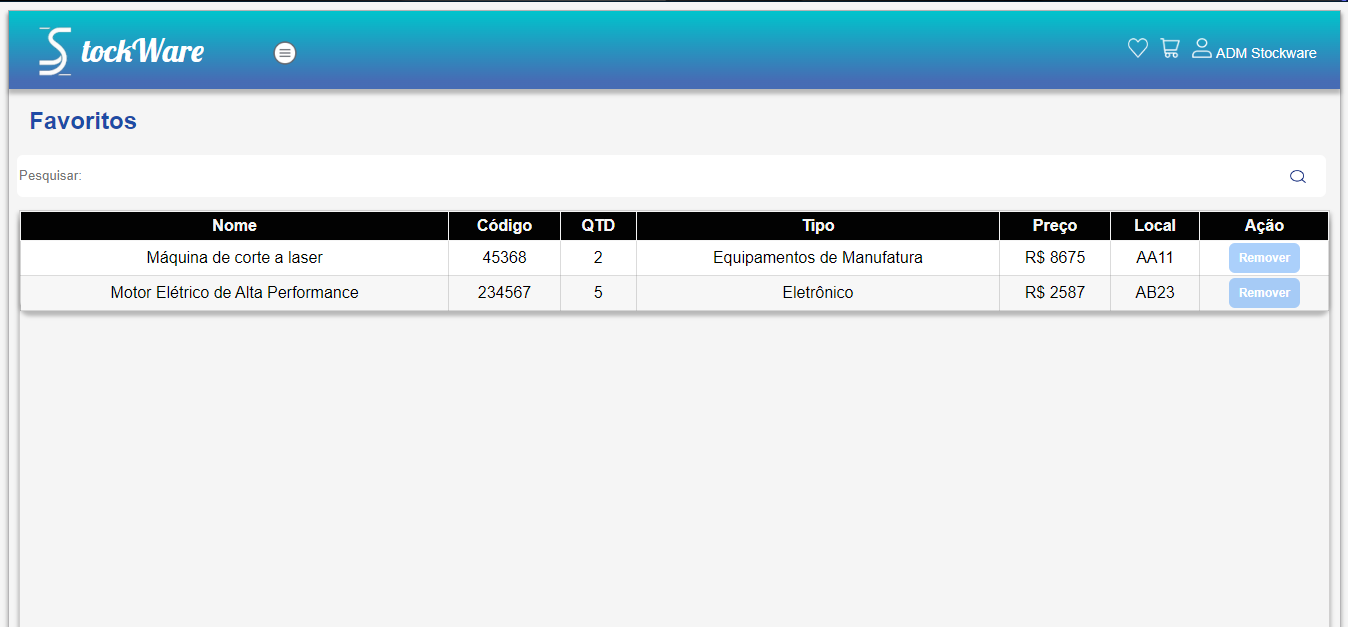 StockWare
ADM Stockware
Favoritos
Pesquisar:
Nome Código QTD Tipo Preço Local Ação
Máquina de corte a laser 45368 2 Equipamentos de Manufatura R$ 8675 AA11 Remover
Motor Elétrico de Alta Performance 234567 5 Eletrônico R$ 2587 AB23 Remover